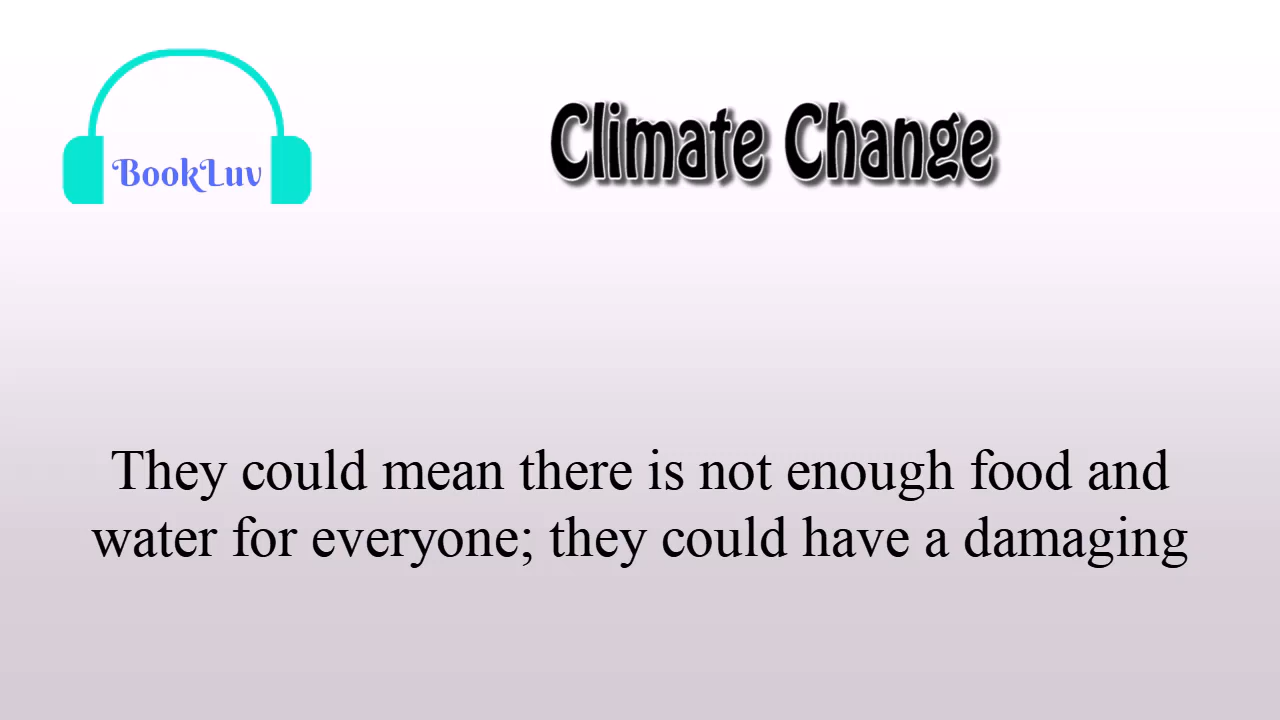 BookLuv
Climate Change
They could mean there is not enough food and
water for everyone; they could have a damaging